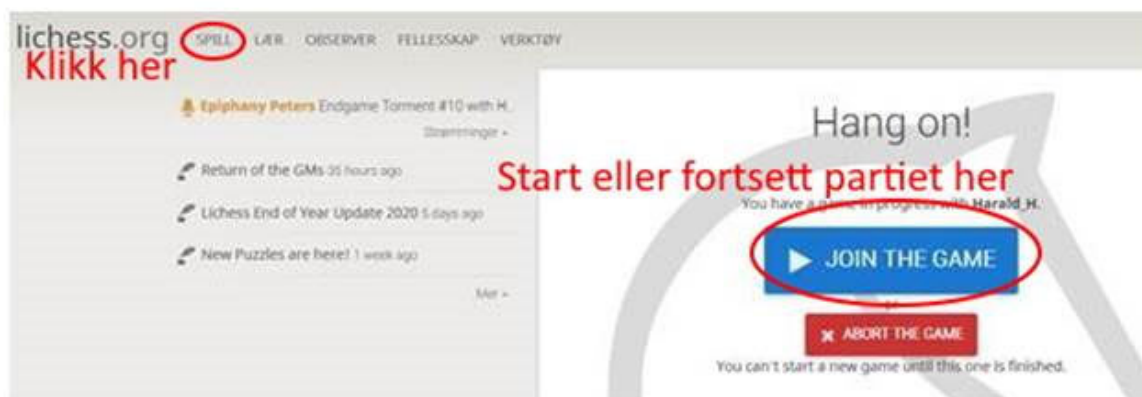 lichess.org SPILL LÆR OBSERVER FELLESSKAP VERKTØY
Klikk her
Epiphany Peters Endgame Torment #10 with H.
Strømminger »
Return of the GMs 35 hours ago
Lichess End of Year Update 2020 5 days ago
New Puzzles are here! 1 week ago
Mer »
Hang on!
Start eller fortsett partiet her
You have a game in progress with Harald_H.
JOIN THE GAME
or
ABORT THE GAME
You can't start a new game until this one is finished.